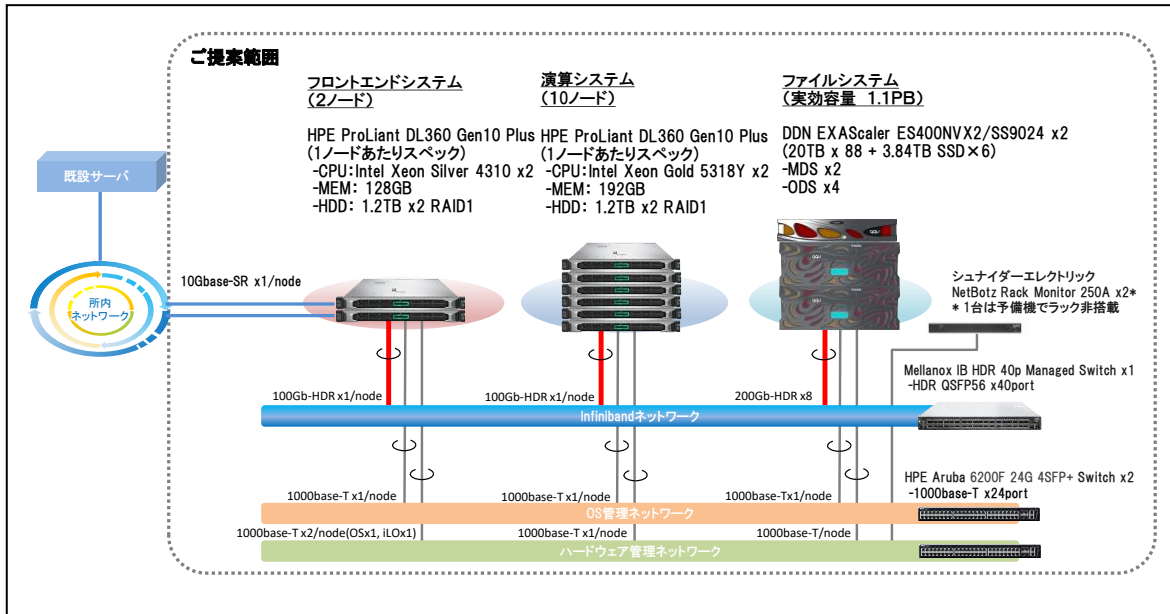 ご提案範囲
フロントエンドシステム
(2ノード)
HPE ProLiant DL360 Gen10 Plus
(1ノードあたりスペック)
-CPU:Intel Xeon Silver 4310 x2
-MEM: 128GB
-HDD: 1.2TB x2 RAID1
演算システム
(10ノード)
HPE ProLiant DL360 Gen10 Plus
(1ノードあたりスペック)
-CPU:Intel Xeon Gold 5318Y x2
-MEM: 192GB
-HDD: 1.2TB x2 RAID1
ファイルシステム
(実効容量 1.1PB)
DDN EXAScaler ES400NVX2/SS9024 x2
(20TB x 88 + 3.84TB SSD×6)
-MDS x2
-ODS x4
既設サーバ
所内
ネットワーク
10Gbase-SR x1/node
シュナイダーエレクトリック
NetBotz Rack Monitor 250A x2*
* 1台は予備機でラック非搭載
Mellanox IB HDR 40p Managed Switch x1
-HDR QSFP56 x40port
100Gb-HDR x1/node
100Gb-HDR x1/node
200Gb-HDR x8
Infinibandネットワーク
HPE Aruba 6200F 24G 4SFP+ Switch x2
-1000base-T x24port
1000base-T x1/node
1000base-T x1/node
1000base-Tx1/node
OS管理ネットワーク
1000base-T x2/node(OSx1, iLOx1)
1000base-T x1/node
1000base-T/node
ハードウェア管理ネットワーク